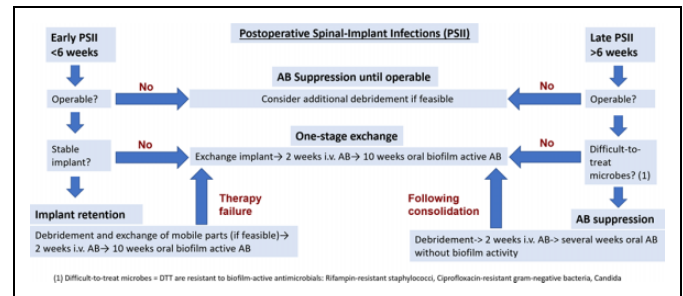 Postoperative Spinal-Implant Infections (PSII)
Early PSII
<6 weeks
Late PSII
>6 weeks
AB Suppression until operable
Operable?
No
Consider additional debridement if feasible
No
Operable?
One-stage exchange
Stable
implant?
No
Exchange implant→ 2 weeks i.v. AB→ 10 weeks oral biofilm active AB
No
Difficult-to
treat
microbes? (1)
Therapy
failure
Following
consolidation
Implant retention
Debridement and exchange of mobile parts (if feasible)→
2 weeks i.v. AB→ 10 weeks oral biofilm active AB
AB suppression
Debridement-> 2 weeks i.v. AB-> several weeks oral AB
without biofilm activity
(1) Difficult-to-treat microbes = DTT are resistant to biofilm-active antimicrobials: Rifampin-resistant staphylococci, Ciprofloxacin-resistant gram-negative bacteria, Candida